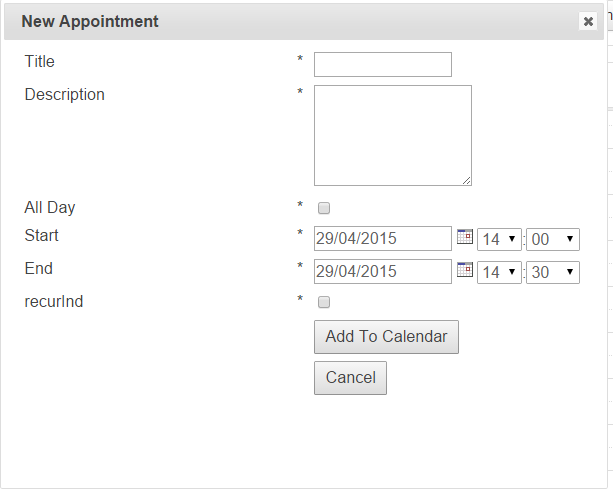 New Appointment
Title *
Description *
All Day *
Start * 29/04/2015 14 : 00
End * 29/04/2015 14 : 30
recurInd *
Add To Calendar
Cancel